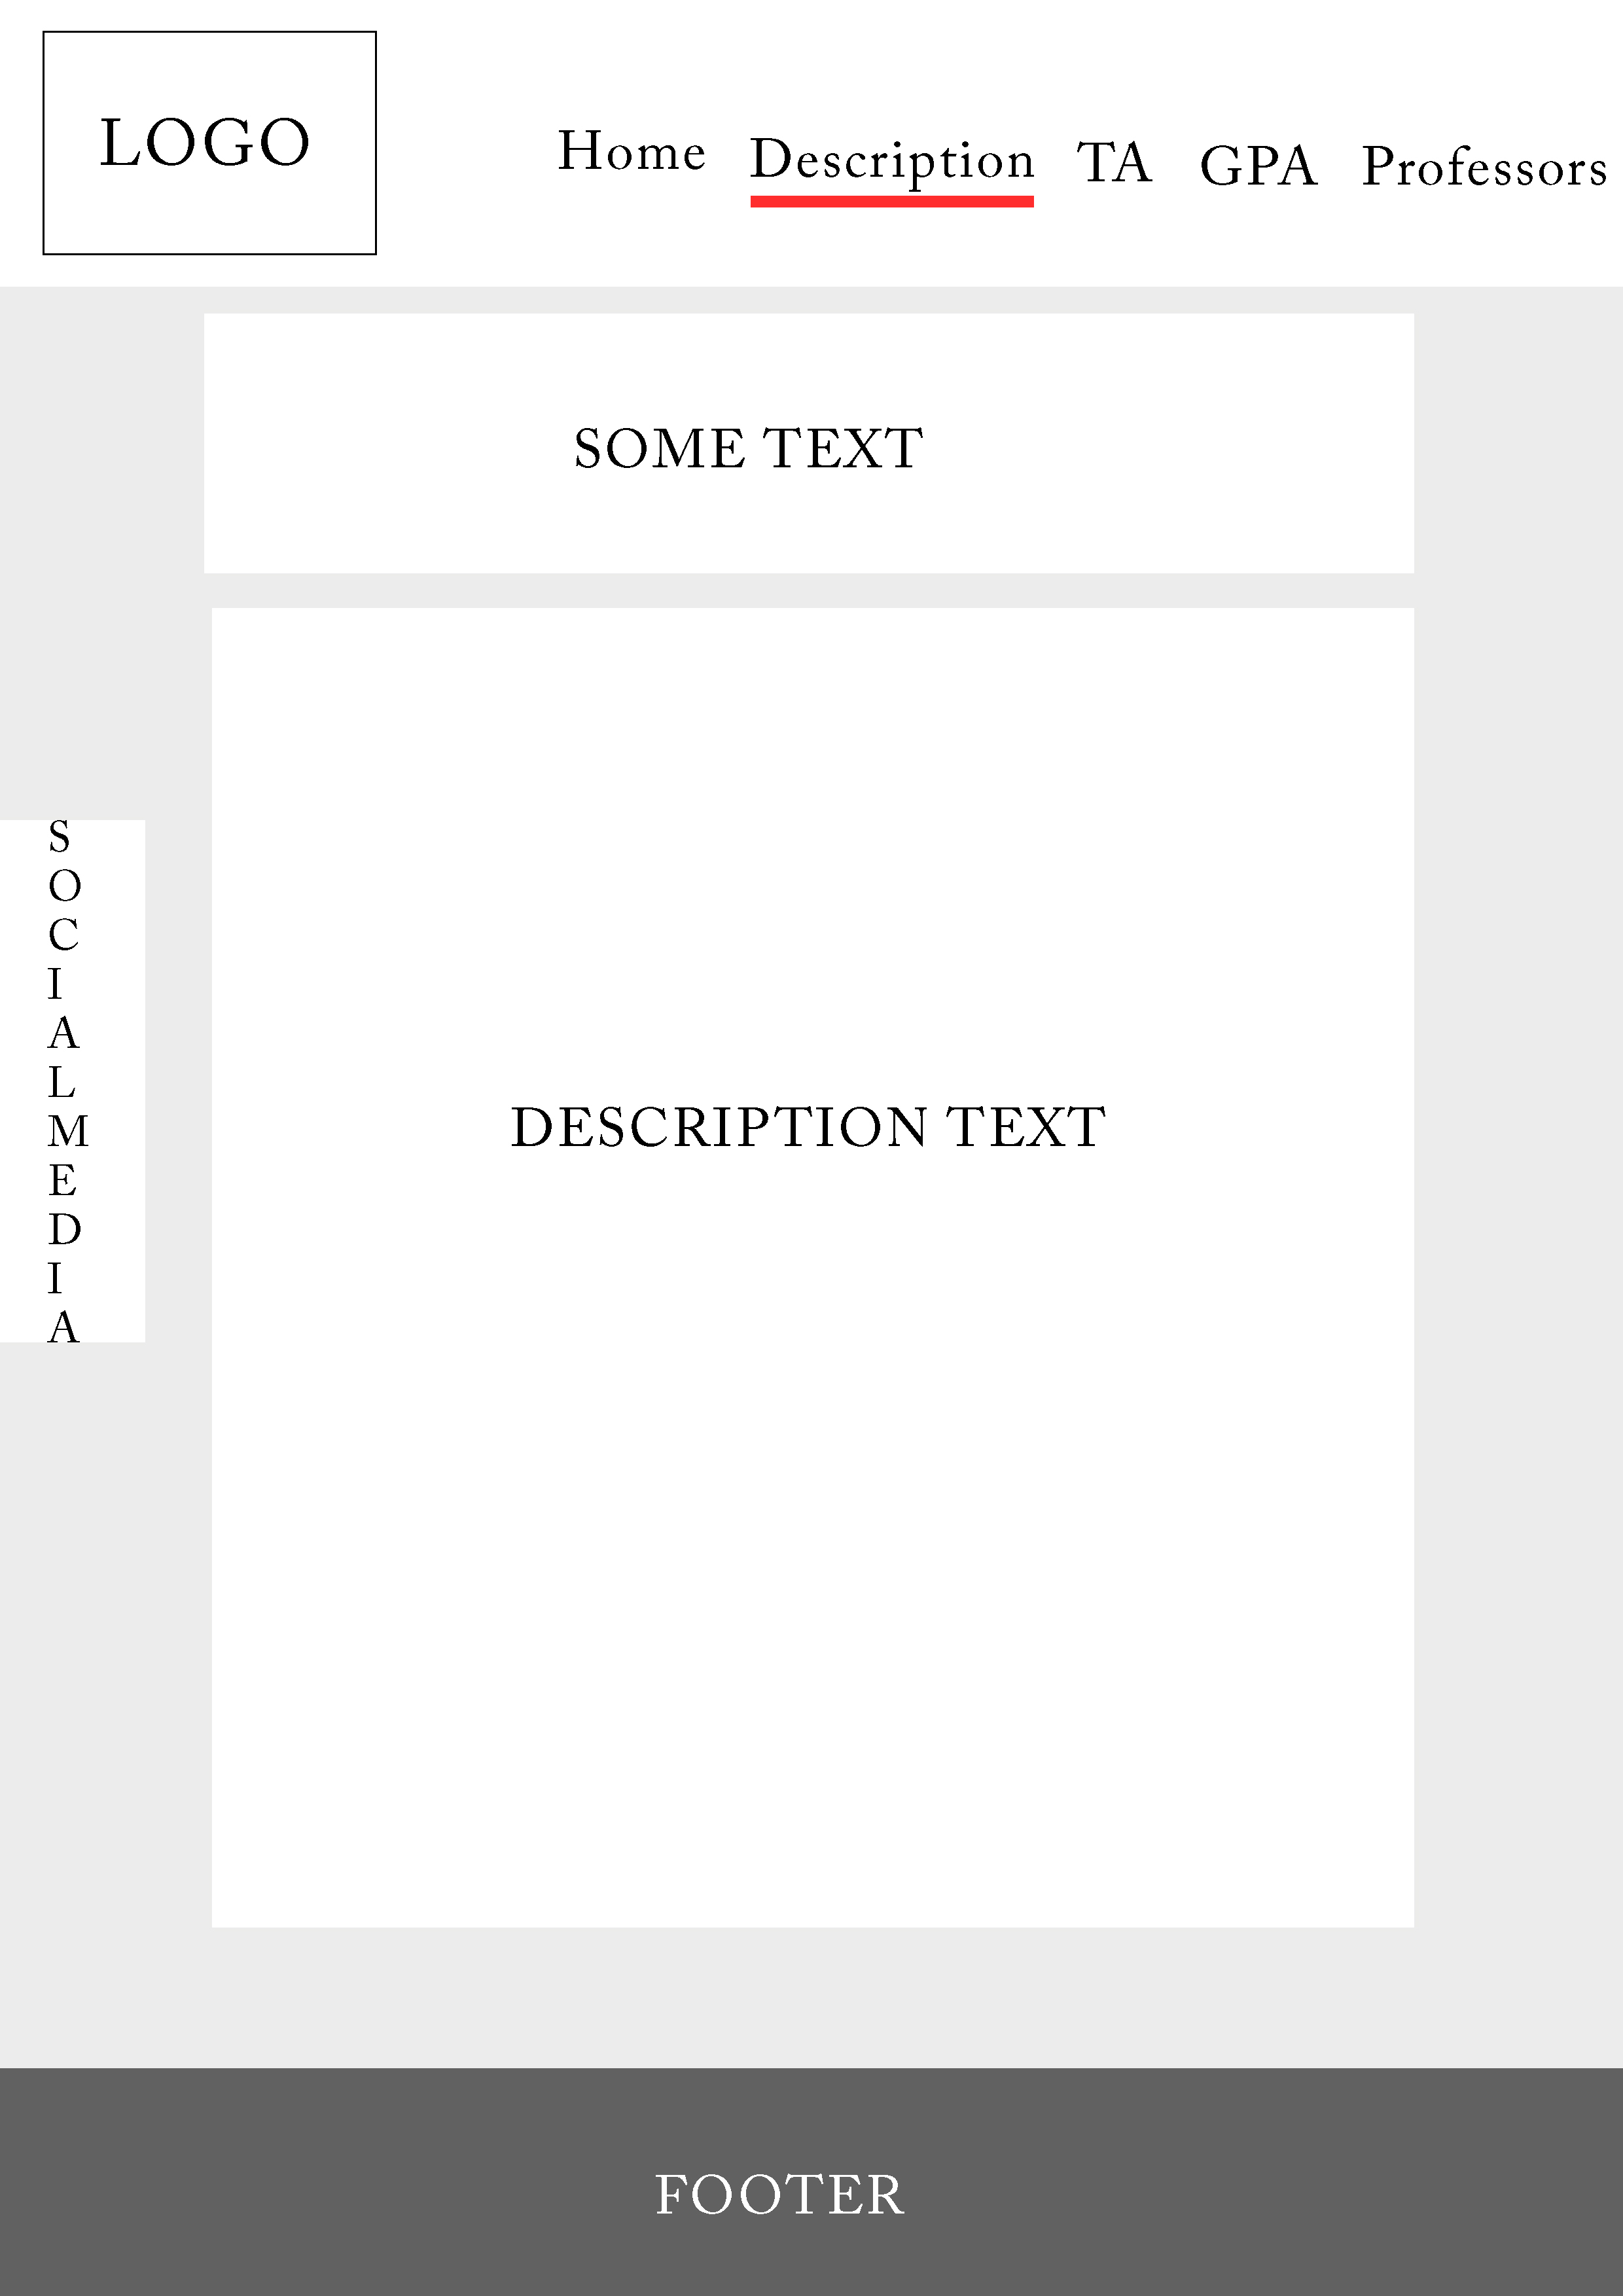 LOGO
Home Description TA GPA Professors
SOME TEXT
S
O
C
I
A
L
M
E
D
I
A
DESCRIPTION TEXT
FOOTER